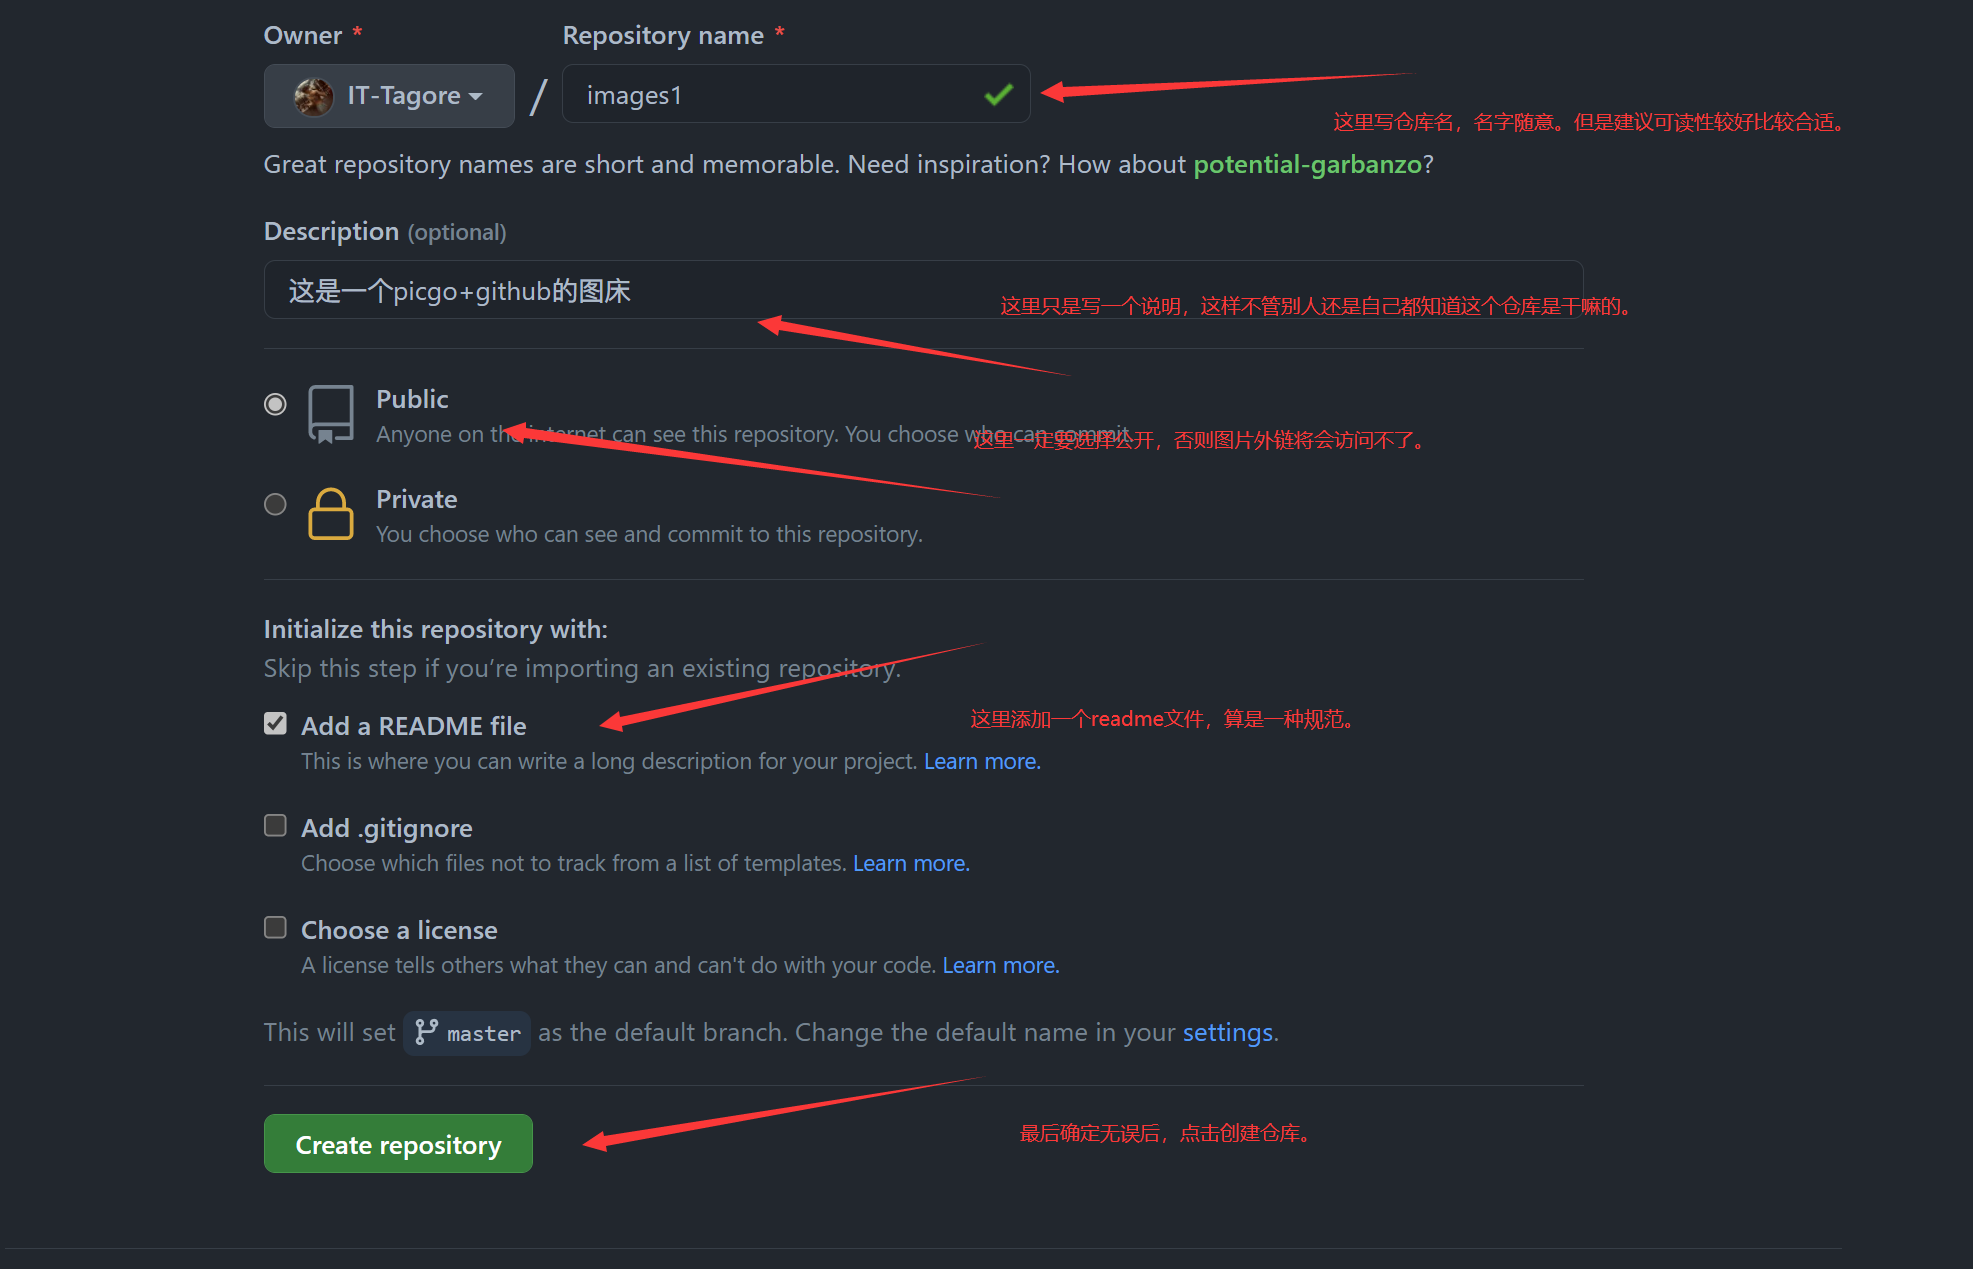 Owner * Repository name *
IT-Tagore / images1
这里写仓库名，名字随意。但是建议可读性较好比较合适。
Great repository names are short and memorable. Need inspiration? How about potential-garbanzo?
Description (optional)
这是一个picgo+github的图床
这里只是写一个说明，这样不管别人还是自己都知道这个仓库是干嘛的。
Public
Anyone on the internet can see this repository. You choose who can commit.
这里一定要选择公开，否则图片外链将会访问不了。
Private
You choose who can see and commit to this repository.
Initialize this repository with:
Skip this step if you’re importing an existing repository.
Add a README file
这里添加一个readme文件，算是一种规范。
This is where you can write a long description for your project. Learn more.
Add .gitignore
Choose which files not to track from a list of templates. Learn more.
Choose a license
A license tells others what they can and can't do with your code. Learn more.
This will set master as the default branch. Change the default name in your settings.
Create repository
最后确定无误后，点击创建仓库。